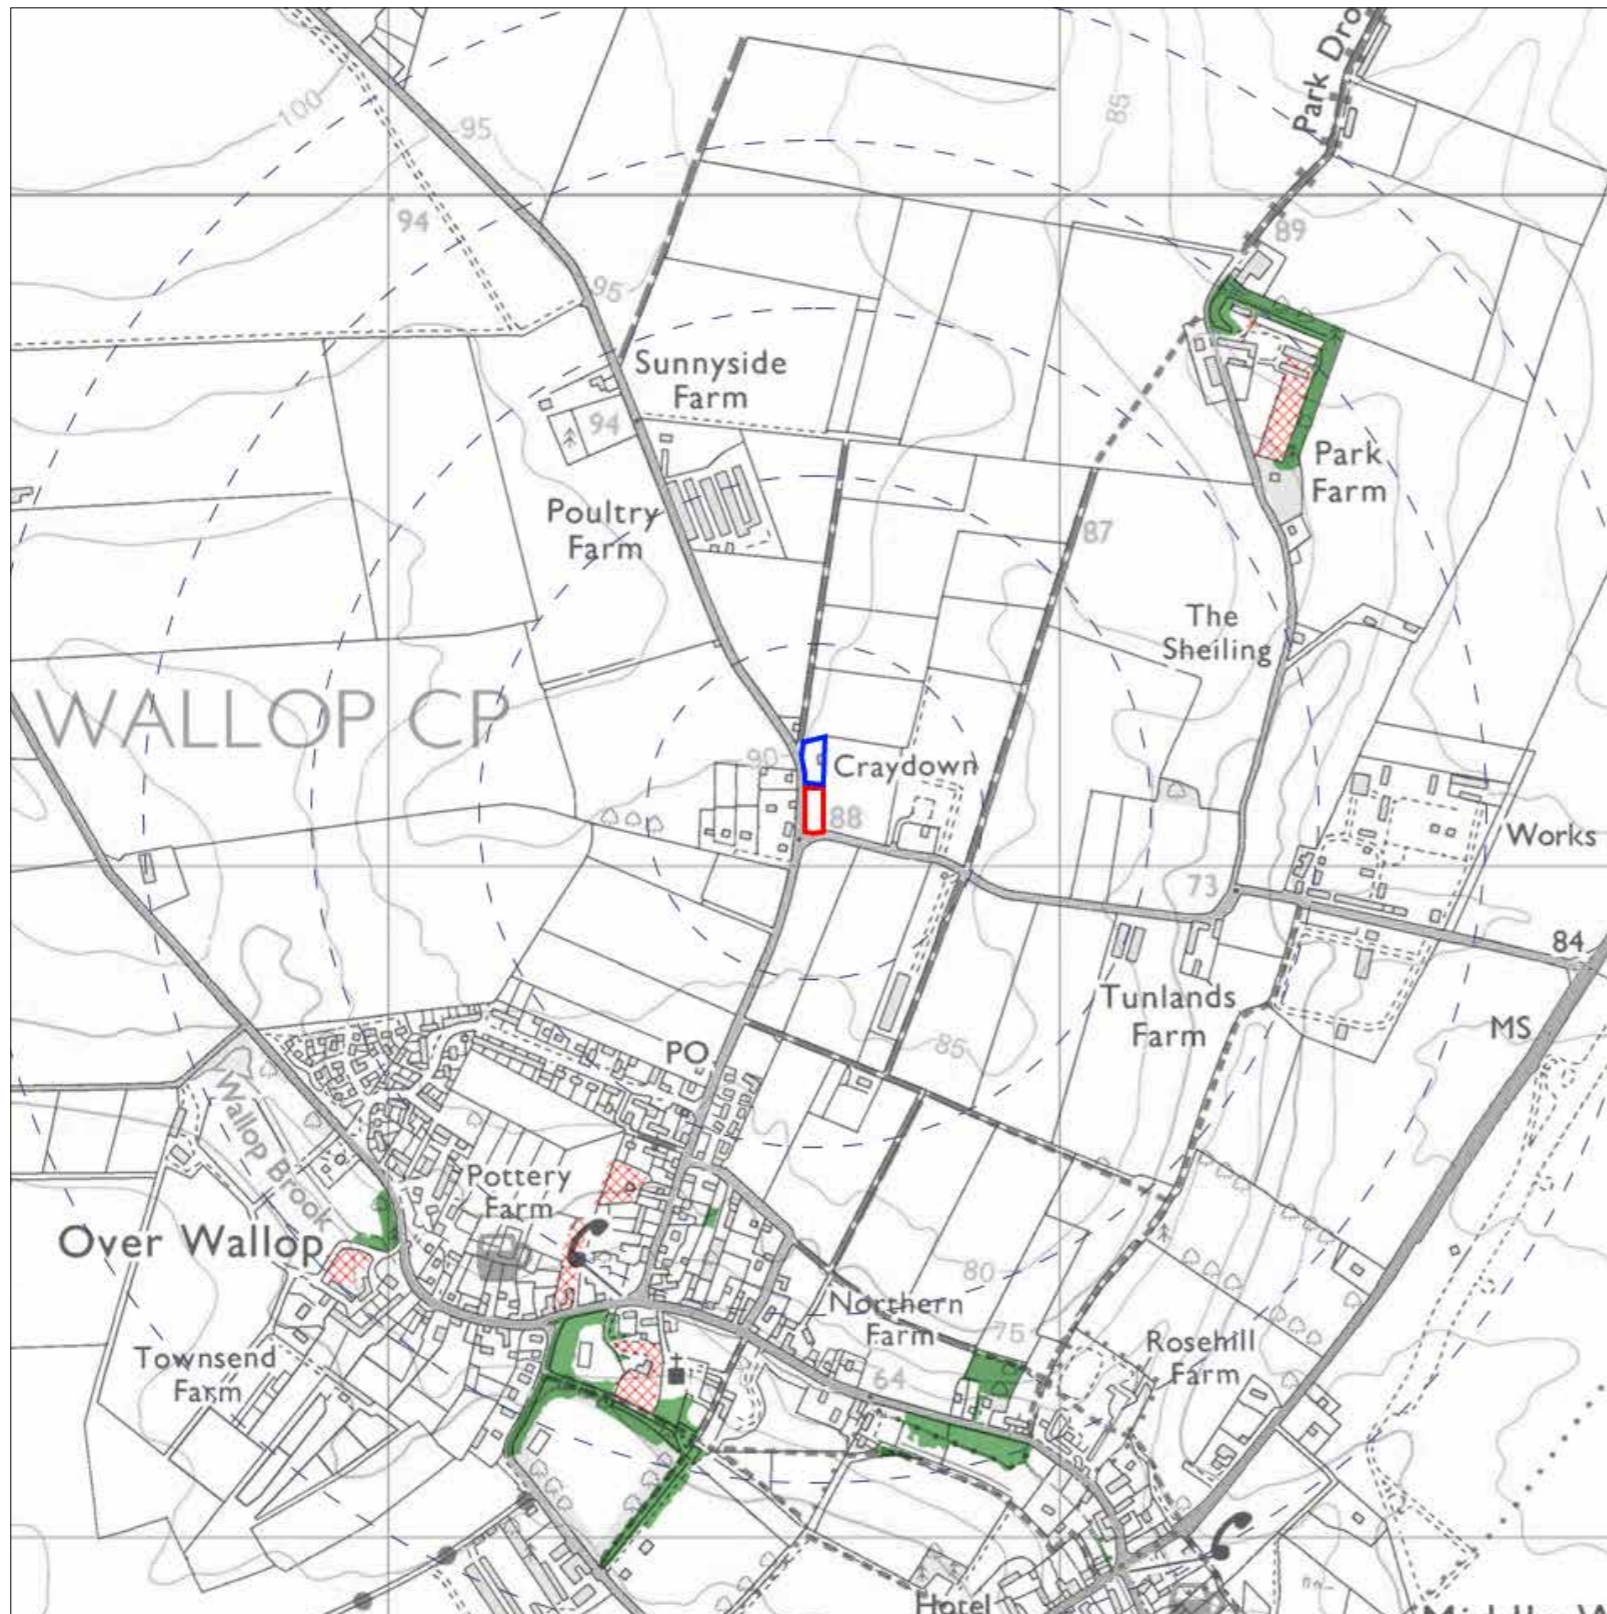 Park Dro
100
95
85
94
89
95
Sunnyside
Farm
94
Park
Farm
Poultry
Farm
87
The
Sheiling
WALLOP CP
90
Craydown
88
Works
73
84
Tunlands
Farm
MS
85
PO
Wallop Brook
Pottery
Farm
Over Wallop
80
Northern
Farm
75
Rosehill
Farm
Townsend
Farm
64
Hotel